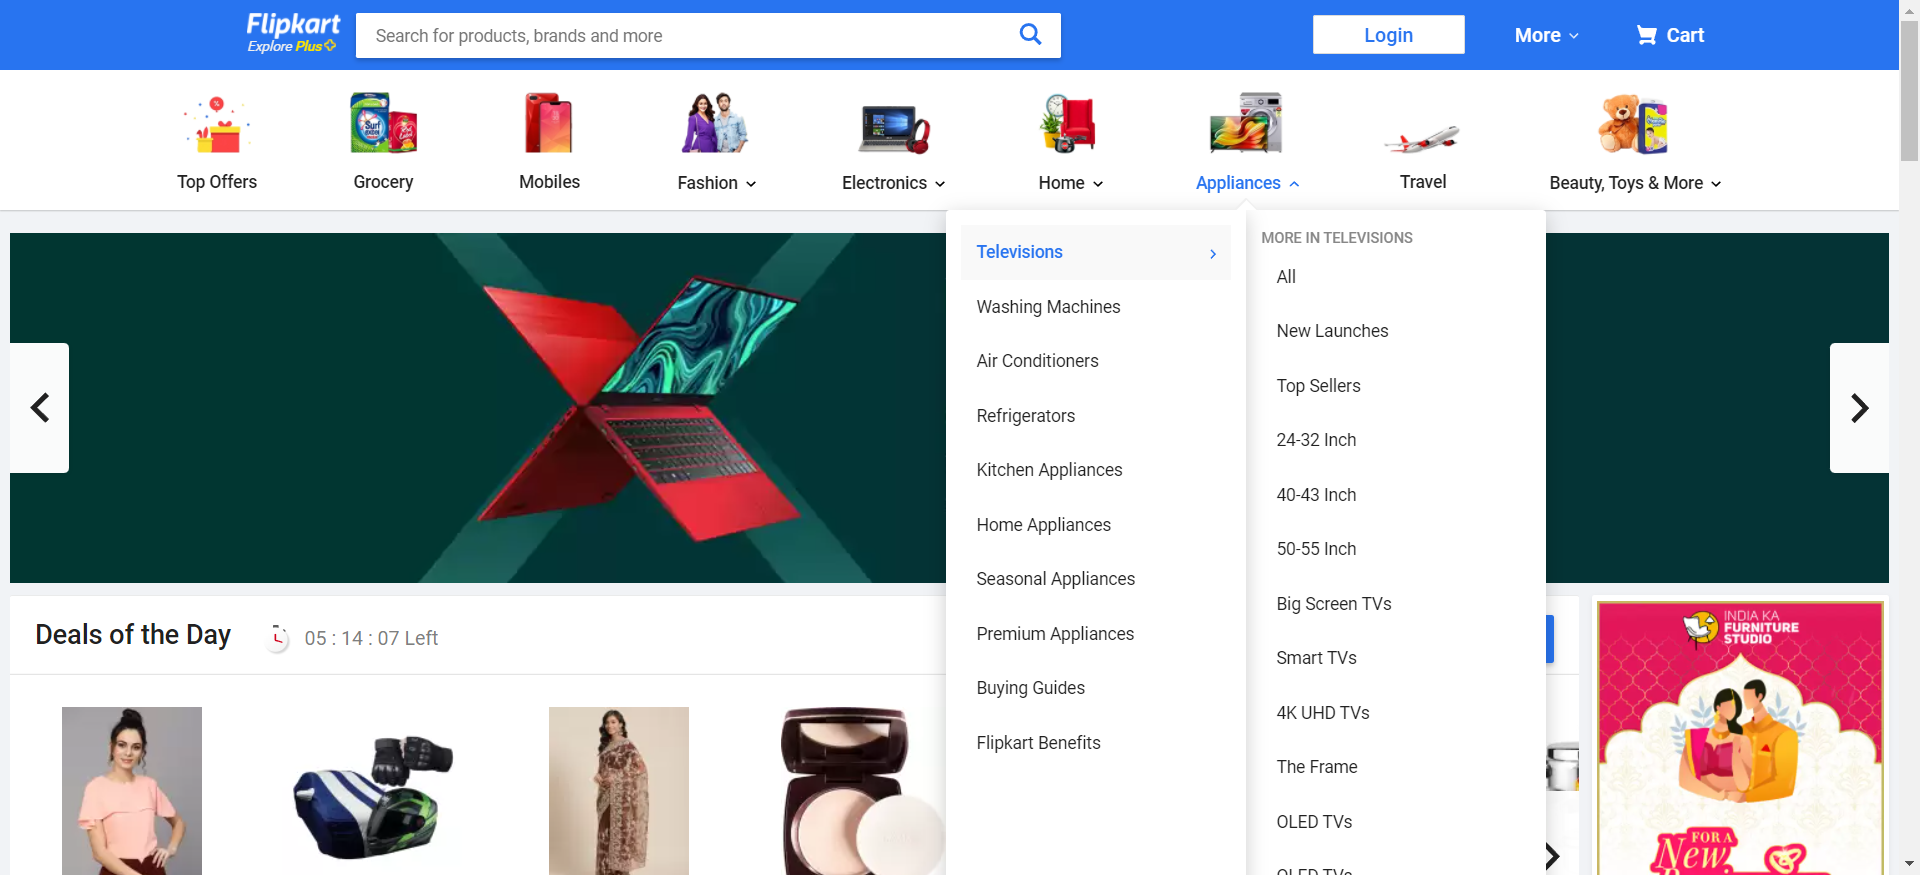 Flipkart
Explore Plus
Search for products, brands and more
Login
More
Cart
Top Offers
Grocery
Mobiles
Fashion
Electronics
Home
Appliances
Travel
Beauty, Toys & More
Surf excel
Televisions
Washing Machines
Air Conditioners
Refrigerators
Kitchen Appliances
Home Appliances
Seasonal Appliances
Premium Appliances
Buying Guides
Flipkart Benefits
MORE IN TELEVISIONS
All
New Launches
Top Sellers
24-32 Inch
40-43 Inch
50-55 Inch
Big Screen TVs
Smart TVs
4K UHD TVs
The Frame
OLED TVs
Deals of the Day
05 : 14 : 07 Left
INDIA KA
FURNITURE
STUDIO
FOR A
New